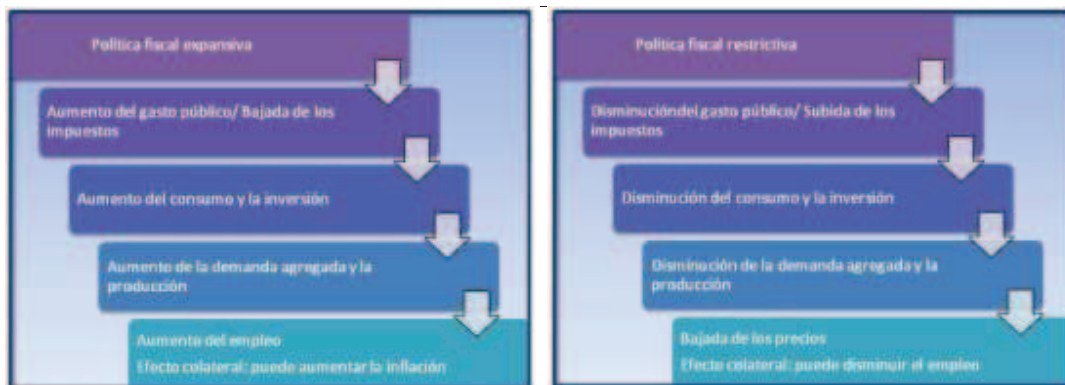 Política fiscal expansiva
Aumento del gasto público/ Bajada de los
impuestos
Aumento del consumo y la inversión
Aumento de la demanda agregada y la
producción
Aumento del empleo
Efecto colateral: puede aumentar la inflación
Política fiscal restrictiva
Disminucióndel gasto público/ Subida de los
impuestos
Disminución del consumo y la inversión
Disminución de la demanda agregada y la
producción
Bajada de los precios
Efecto colateral: puede disminuir el empleo